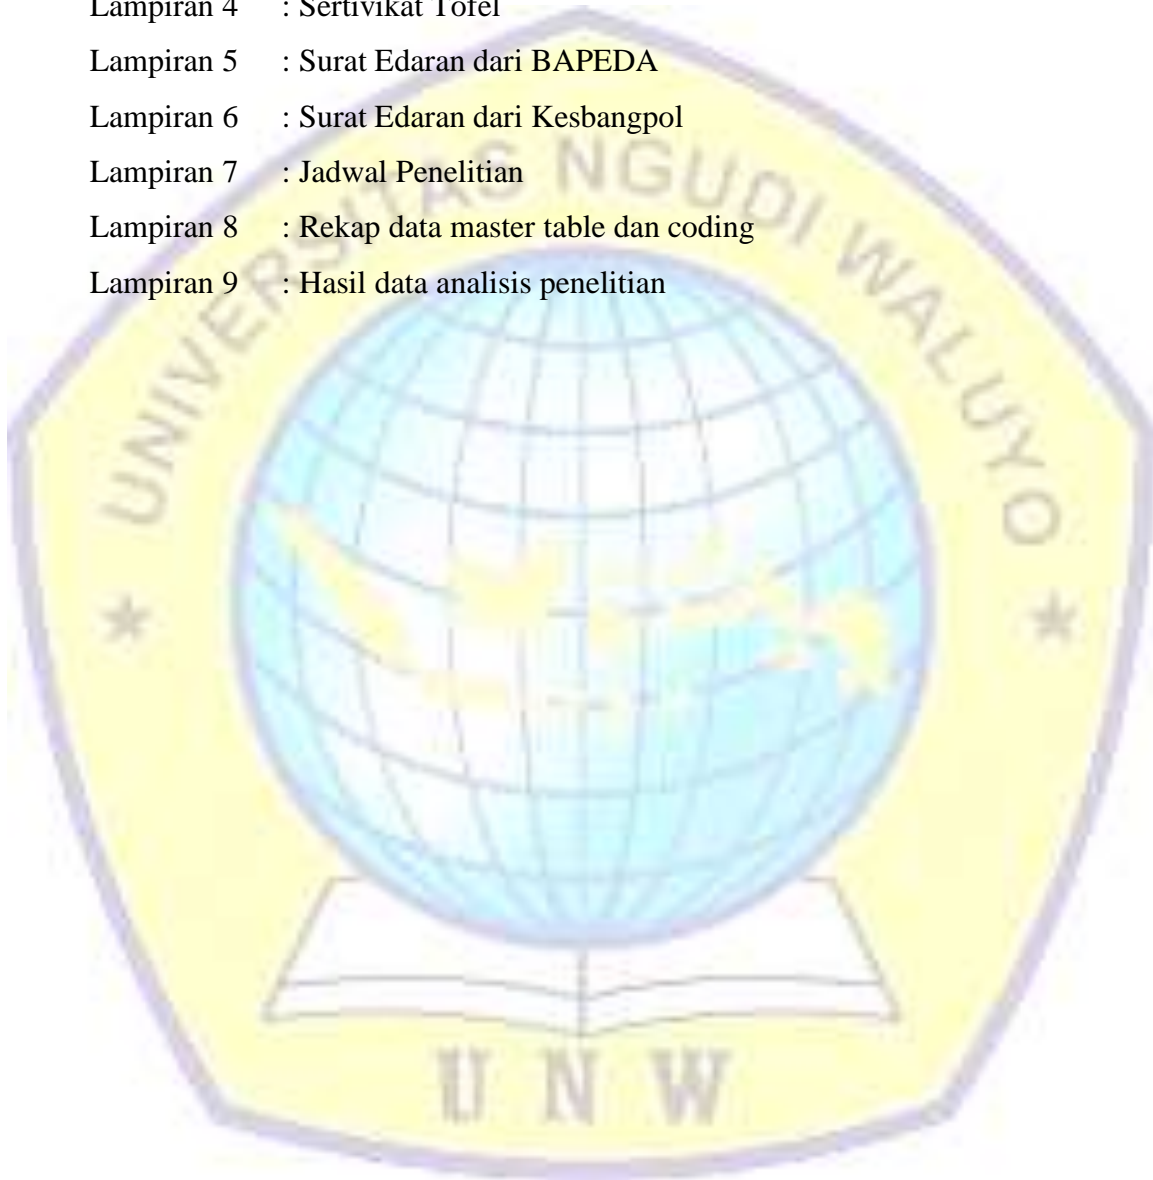 Lampiran 4 : Sertivikat Tofel
Lampiran 5 : Surat Edaran dari BAPEDA
Lampiran 6 : Surat Edaran dari Kesbangpol
Lampiran 7 : Jadwal Penelitian
Lampiran 8 : Rekap data master table dan coding
Lampiran 9 : Hasil data analisis penelitian
UNIVERSITAS NGUDI WALUYO
UNW